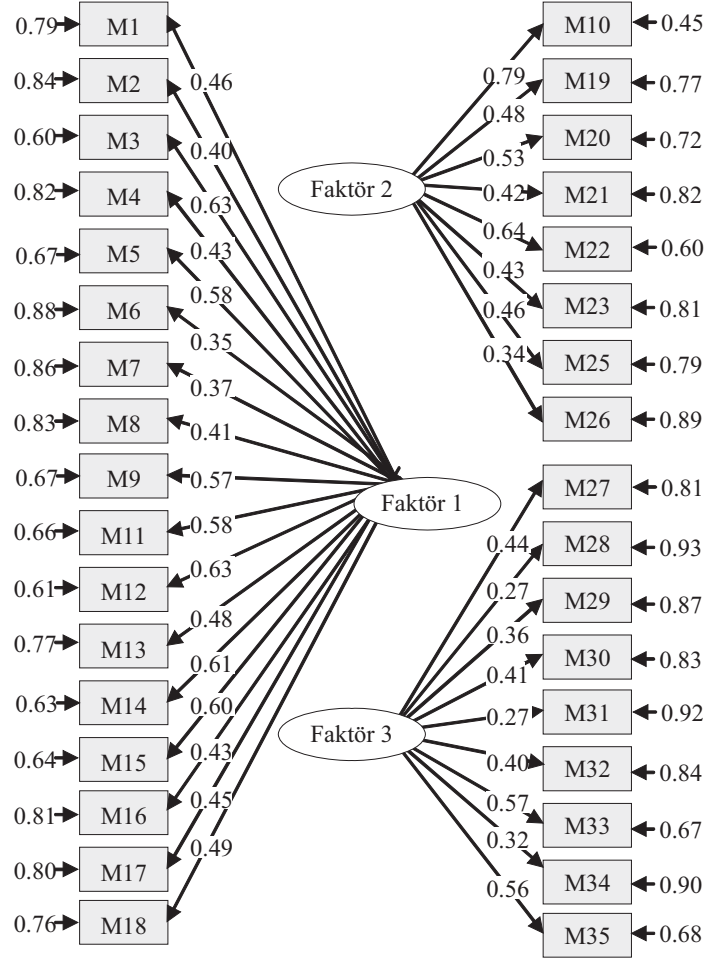 0.79 M1 0.46
0.84 M2 0.40
0.60 M3 0.63
0.82 M4 0.43
0.67 M5 0.58
0.88 M6 0.35
0.86 M7 0.37
0.83 M8 0.41
0.67 M9 0.57
0.66 M11 0.58
0.61 M12 0.63
0.77 M13 0.48
0.63 M14 0.61
0.64 M15 0.60
0.81 M16 0.43
0.80 M17 0.45
0.76 M18 0.49
Faktör 1
Faktör 2
0.79 M10 0.45
0.48 M19 0.77
0.53 M20 0.72
0.42 M21 0.82
0.64 M22 0.60
0.43 M23 0.81
0.46 M25 0.79
0.34 M26 0.89
Faktör 3
0.44 M27 0.81
0.27 M28 0.93
0.36 M29 0.87
0.41 M30 0.83
0.27 M31 0.92
0.40 M32 0.84
0.57 M33 0.67
0.32 M34 0.90
0.56 M35 0.68